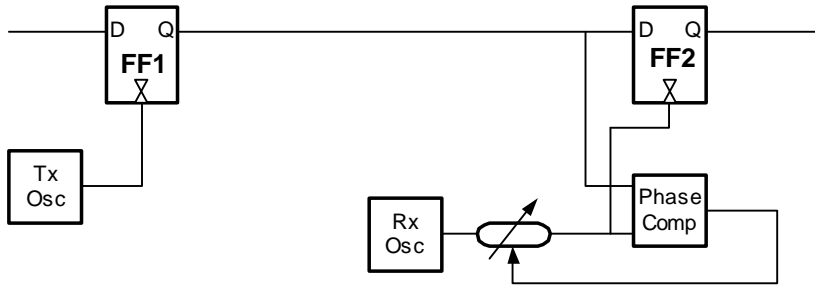 D Q
FF1
D Q
FF2
Tx
Osc
Rx
Osc
Phase
Comp